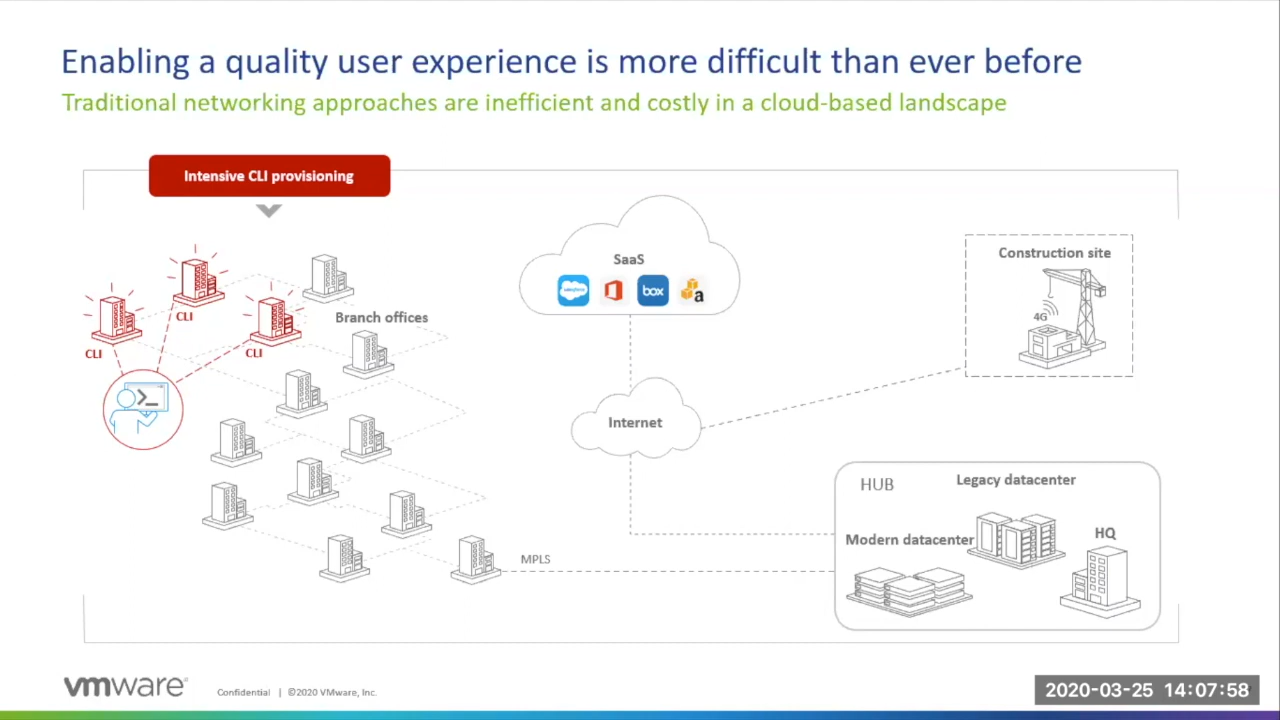 Enabling a quality user experience is more difficult than ever before
Traditional networking approaches are inefficient and costly in a cloud-based landscape
Intensive CLI provisioning
SaaS
salesforce
box
a
Construction site
4G
CLI
Branch offices
CLI
CLI
>_
Internet
HUB
Legacy datacenter
Modern datacenter
HQ
MPLS
vmware®
Confidential | ©2020 VMware, Inc.
2020-03-25 14:07:58